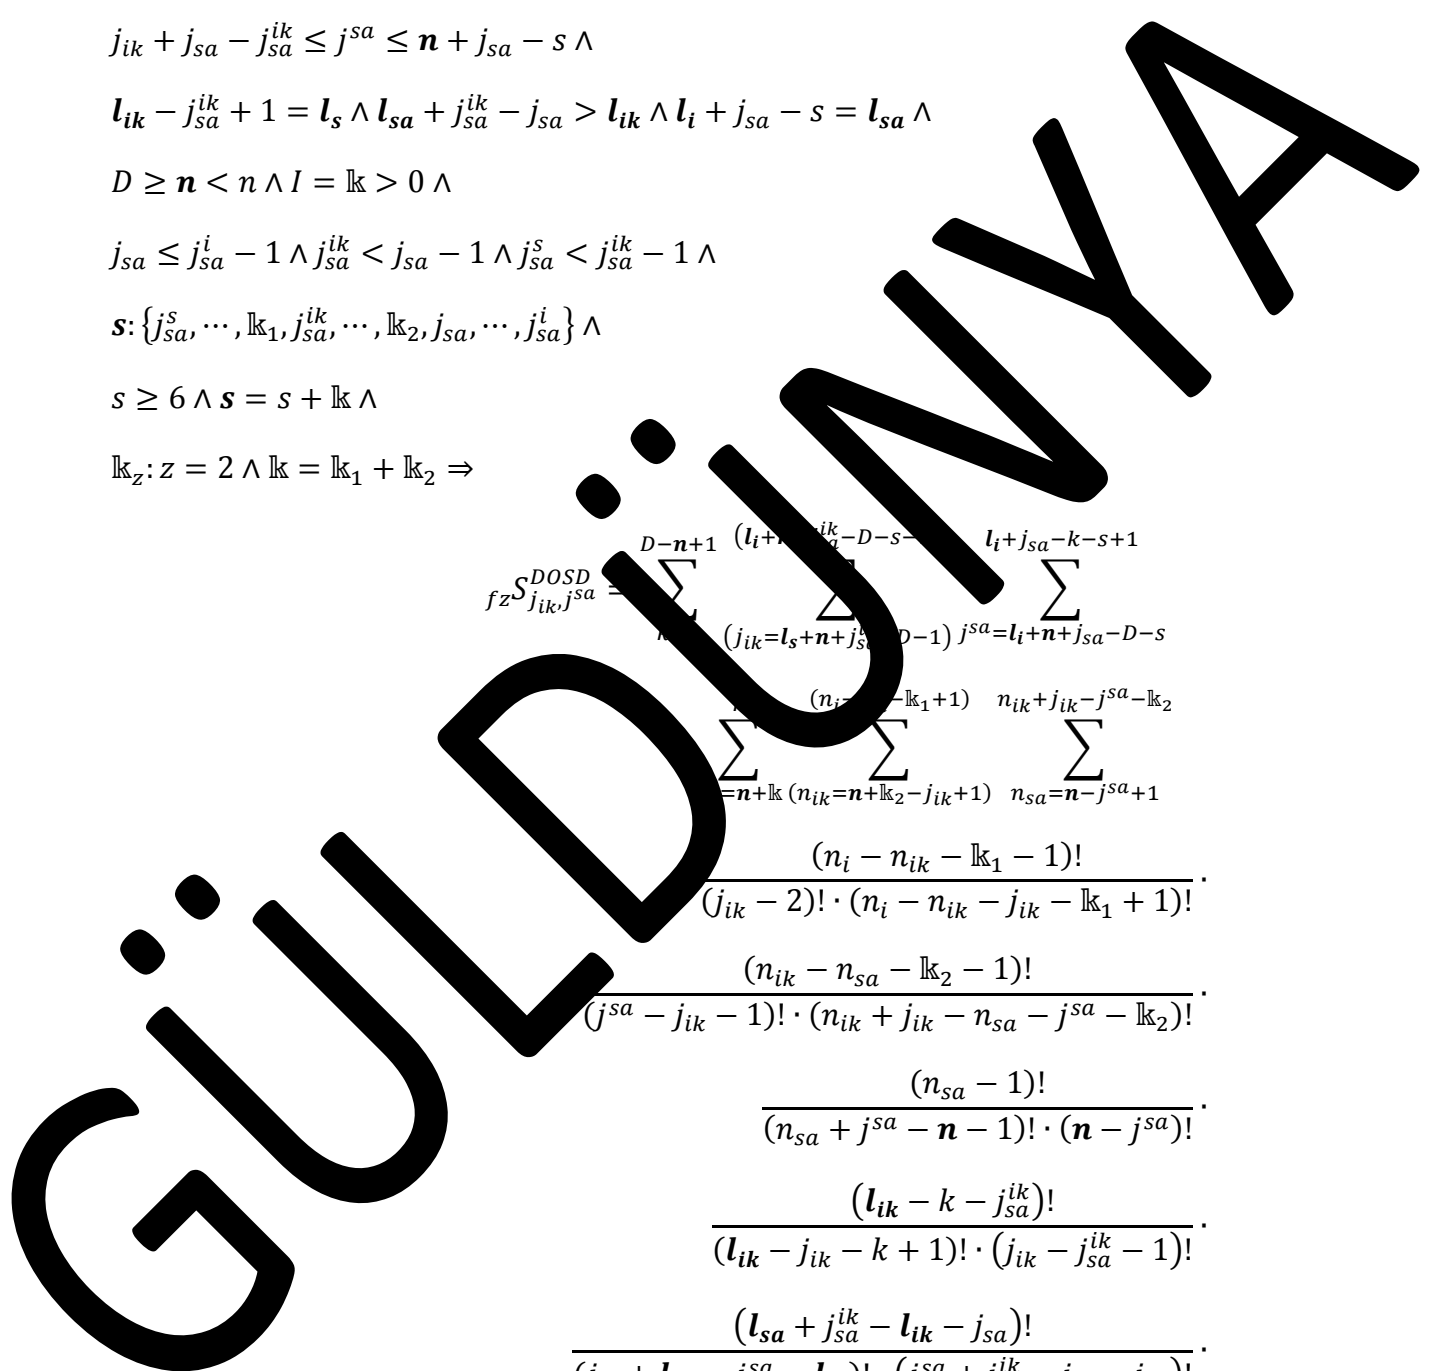 j_{ik} + j_{sa} − j_{sa}^{ik} ≤ j^{sa} ≤ 𝒏 + j_{sa} − s ∧
𝒍_{𝒊𝒌} − j_{sa}^{ik} + 1 = 𝒍_𝒔 ∧ 𝒍_{𝒔𝒂} + j_{sa}^{ik} − j_{sa} > 𝒍_{𝒊𝒌} ∧ 𝒍_𝒊 + j_{sa} − s = 𝒍_{𝒔𝒂} ∧
D ≥ 𝒏 < n ∧ I = 𝕜 > 0 ∧
j_{sa} ≤ j_{sa}^{i} − 1 ∧ j_{sa}^{ik} < j_{sa} − 1 ∧ j_{sa}^{s} < j_{sa}^{ik} − 1 ∧
𝒔: {j_{sa}^{s}, ⋯, 𝕜_1, j_{sa}^{ik}, ⋯, 𝕜_2, j_{sa}, ⋯, j_{sa}^{i}} ∧
s ≥ 6 ∧ 𝒔 = s + 𝕜 ∧
𝕜_z: z = 2 ∧ 𝕜 = 𝕜_1 + 𝕜_2 ⇒
D−𝒏+1 (𝒍_𝒊+ −D−s− 𝒍_𝒊+j_{sa}−k−s+1
_{fz}S_{j_{ik},j^{sa}}^{DOSD} = ∑ ∑ ∑
(j_{ik}=𝒍_𝒔+𝒏+j D−1) j^{sa}=𝒍_𝒊+𝒏+j_{sa}−D−s
(n_i −𝕜_1+1) n_{ik}+j_{ik}−j^{sa}−𝕜_2
∑ ∑ ∑
=𝒏+𝕜 (n_{ik}=𝒏+𝕜_2−j_{ik}+1) n_{sa}=𝒏−j^{sa}+1
(n_i − n_{ik} − 𝕜_1 − 1)!
(j_{ik} − 2)! · (n_i − n_{ik} − j_{ik} − 𝕜_1 + 1)! ·
(n_{ik} − n_{sa} − 𝕜_2 − 1)!
(j^{sa} − j_{ik} − 1)! · (n_{ik} + j_{ik} − n_{sa} − j^{sa} − 𝕜_2)! ·
(n_{sa} − 1)!
(n_{sa} + j^{sa} − 𝒏 − 1)! · (𝒏 − j^{sa})! ·
(𝒍_{𝒊𝒌} − k − j_{sa}^{ik})!
(𝒍_{𝒊𝒌} − j_{ik} − k + 1)! · (j_{ik} − j_{sa}^{ik} − 1)! ·
(𝒍_{𝒔𝒂} + j_{sa}^{ik} − 𝒍_{𝒊𝒌} − j_{sa})! ·
GÜLDÜNYA